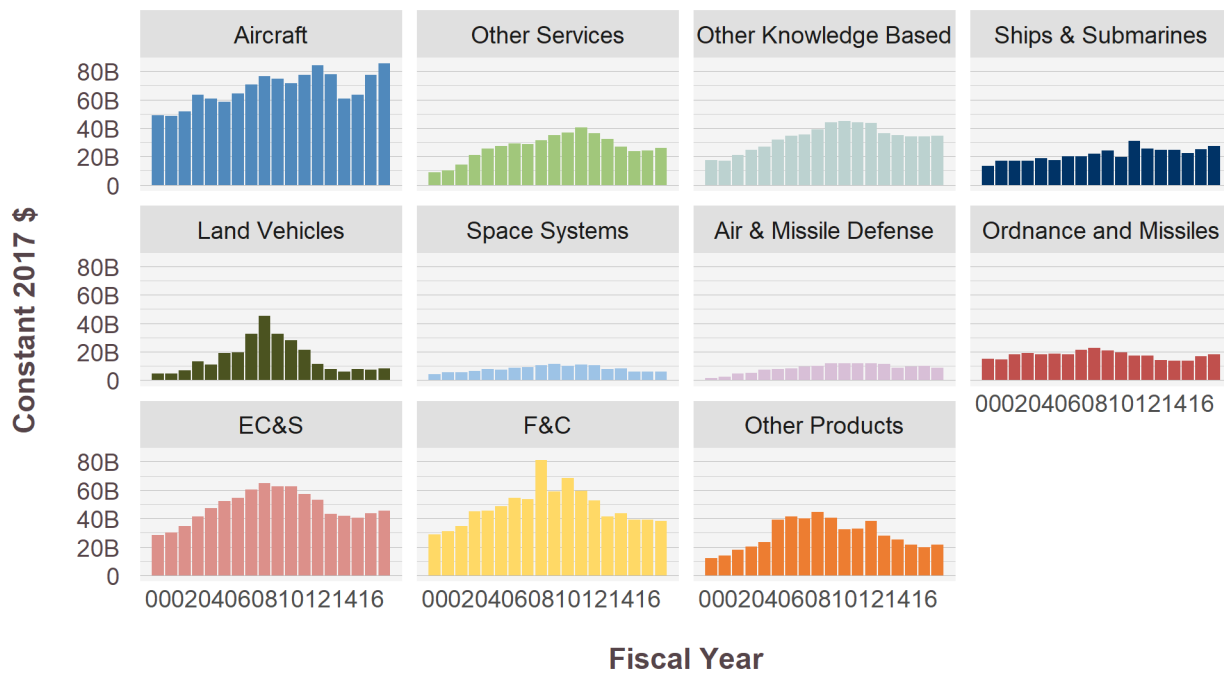 Aircraft
Other Services
Other Knowledge Based
Ships & Submarines
80B
60B
40B
20B
0
Land Vehicles
Space Systems
Air & Missile Defense
Ordnance and Missiles
80B
60B
40B
20B
0
000204060810121416
EC&S
F&C
Other Products
80B
60B
40B
20B
0
000204060810121416
000204060810121416
000204060810121416
Constant 2017 $
Fiscal Year